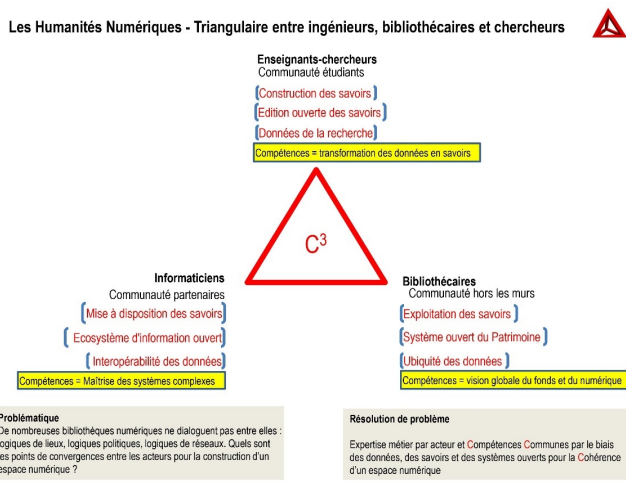 Les Humanités Numériques - Triangulaire entre ingénieurs, bibliothécaires et chercheurs
Enseignants-chercheurs
Communauté étudiants
[Construction des savoirs]
[Edition ouverte des savoirs]
[Données de la recherche]
Compétences = transformation des données en savoirs
C³
Informaticiens
Communauté partenaires
[Mise à disposition des savoirs]
[Ecosystème d'information ouvert]
[Interopérabilité des données]
Compétences = Maîtrise des systèmes complexes
Bibliothécaires
Communauté hors les murs
[Exploitation des savoirs]
[Système ouvert du Patrimoine]
[Ubiquité des données]
Compétences = vision globale du fonds et du numérique
Problématique
De nombreuses bibliothèques numériques ne dialoguent pas entre elles :
logiques de lieux, logiques politiques, logiques de réseaux. Quels sont
les points de convergences entre les acteurs pour la construction d'un
espace numérique ?
Résolution de problème
Expertise métier par acteur et Compétences Communes par le biais
des données, des savoirs et des systèmes ouverts pour la Cohérence
d'un espace numérique